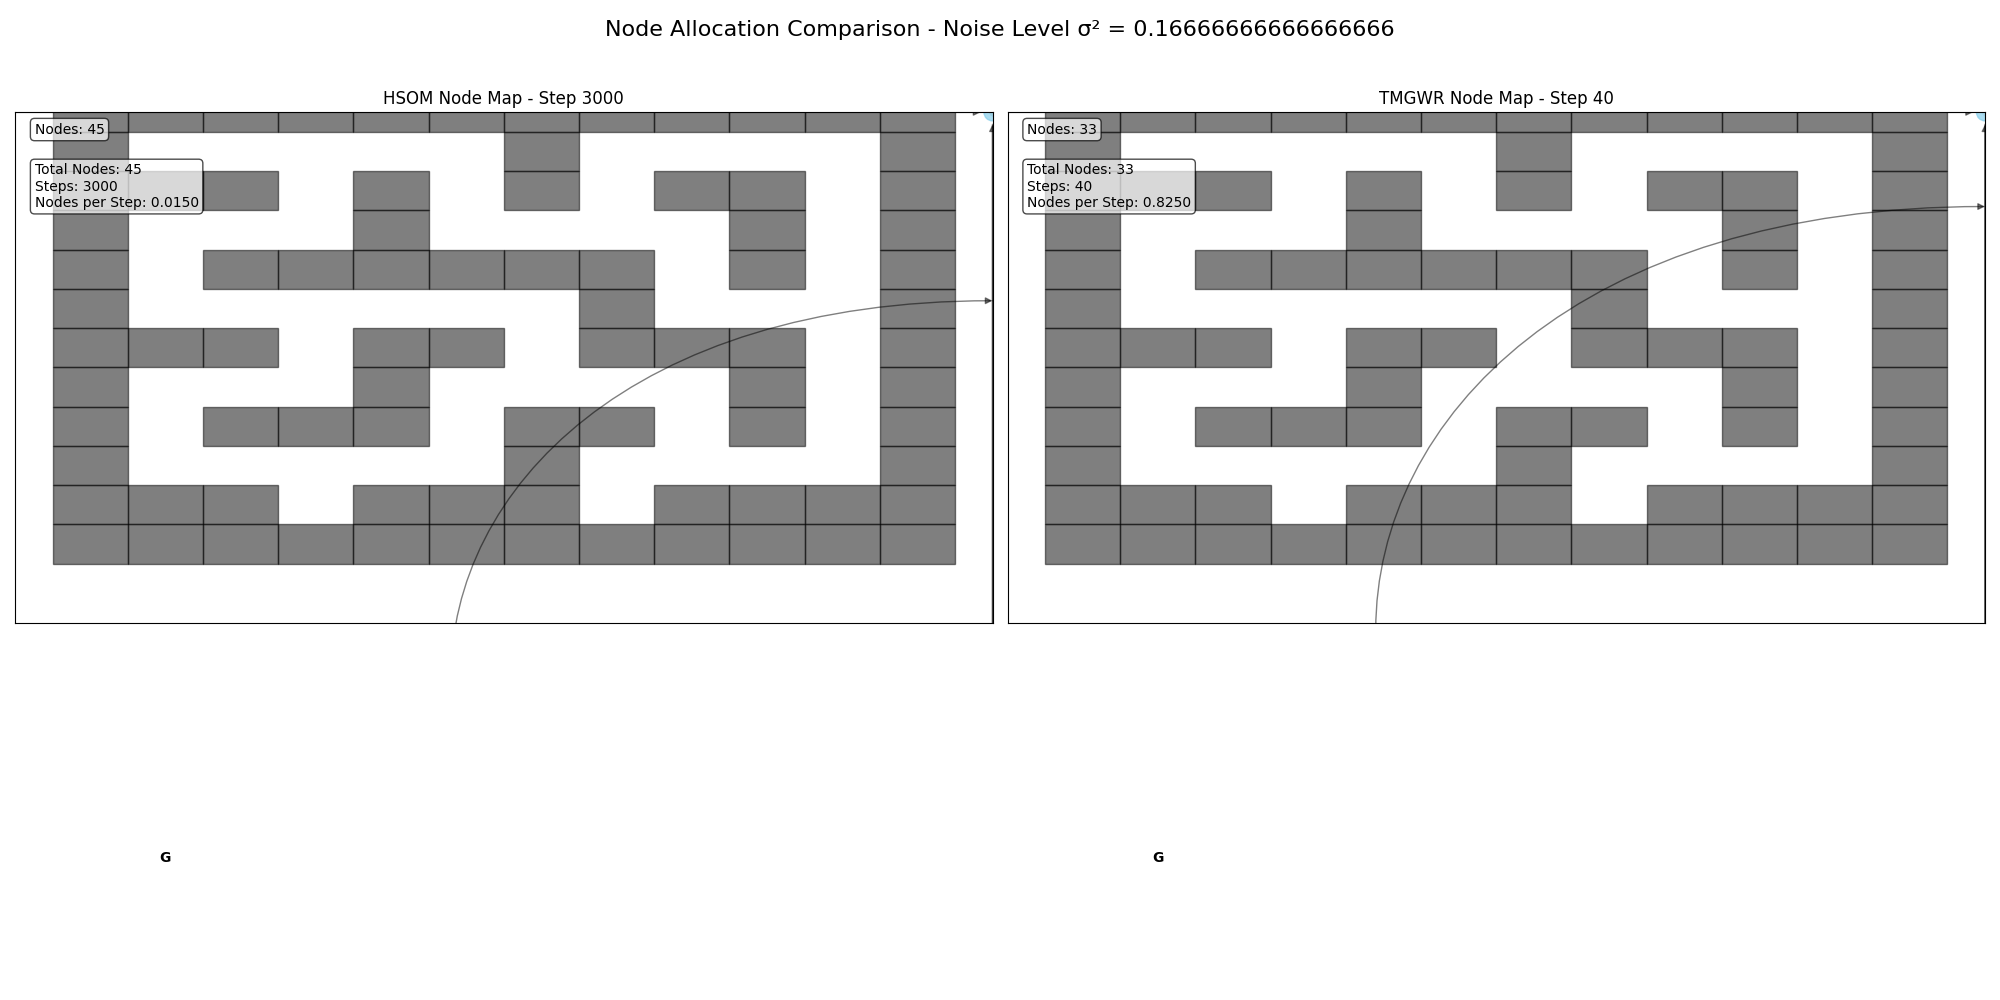 Node Allocation Comparison - Noise Level σ² = 0.16666666666666666
HSOM Node Map - Step 3000
Nodes: 45
Total Nodes: 45
Steps: 3000
Nodes per Step: 0.0150
G
TMGWR Node Map - Step 40
Nodes: 33
Total Nodes: 33
Steps: 40
Nodes per Step: 0.8250
G